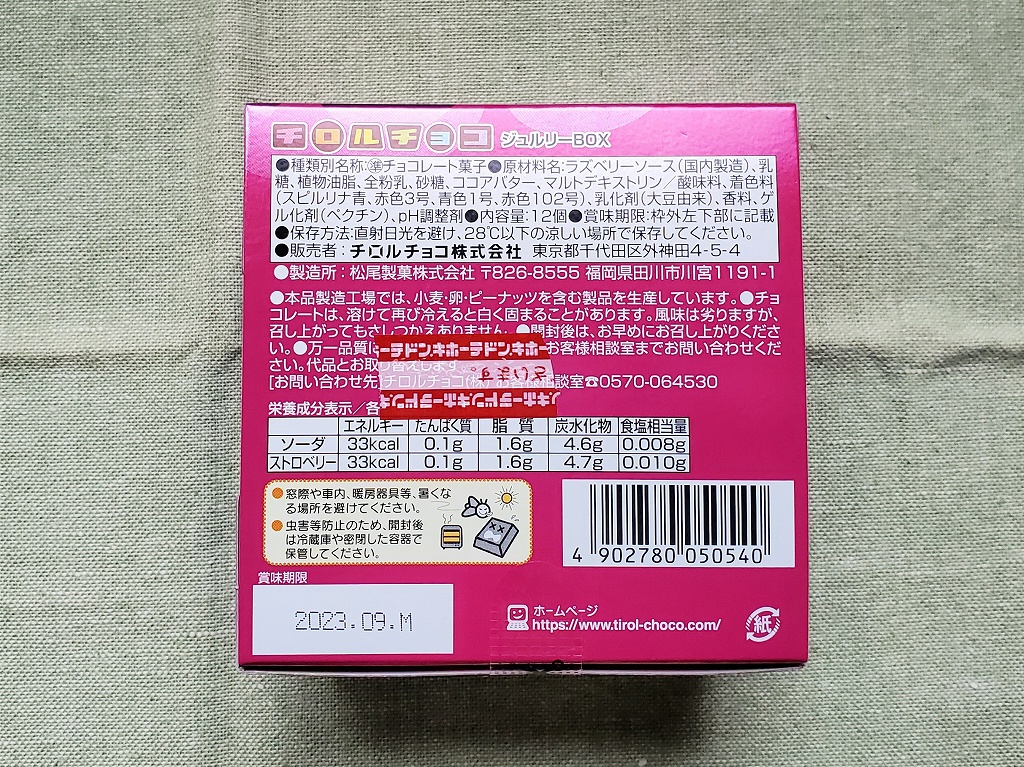 チロルチョコ ジュルリーBOX
●種類別名称:準チョコレート菓子●原材料名:ラズベリーソース(国内製造)、乳
糖、植物油脂、全粉乳、砂糖、ココアバター、マルトデキストリン/酸味料、着色料
(スピルリナ青、赤色3号、青色1号、赤色102号)、乳化剤(大豆由来)、香料、ゲ
ル化剤(ペクチン)、pH調整剤●内容量:12個●賞味期限:枠外左下部に記載
●保存方法:直射日光を避け、28℃以下の涼しい場所で保存してください。
●販売者:チロルチョコ株式会社 東京都千代田区外神田4-5-4
●製造所:松尾製菓株式会社 〒826-8555 福岡県田川市川宮1191-1
●本品製造工場では、小麦・卵・ピーナッツを含む製品を生産しています。●チョ
コレートは、溶けて再び冷えると白く固まることがあります。風味は劣りますが、
召し上がってもさしつかえありません。●開封後は、お早めにお召し上がりくださ
い。●万一品質に お客様相談室までお問い合わせくだ
さい。代品とお取り替えします。
[お問い合わせ先]チロルチョコ(株)お客様相談室☎0570-064530
ドンキホーテ
ドンキホーテドンキ
栄養成分表示/各
エネルギー たんぱく質 脂質 炭水化物 食塩相当量
ソーダ 33kcal 0.1g 1.6g 4.6g 0.008g
ストロベリー 33kcal 0.1g 1.6g 4.7g 0.010g
●窓際や車内、暖房器具等、暑くな
る場所を避けてください。
●虫害等防止のため、開封後
は冷蔵庫や密閉した容器で
保管してください。
4 902780 050540
賞味期限
2023.09.M
ホームページ
https://www.tirol-choco.com/
紙